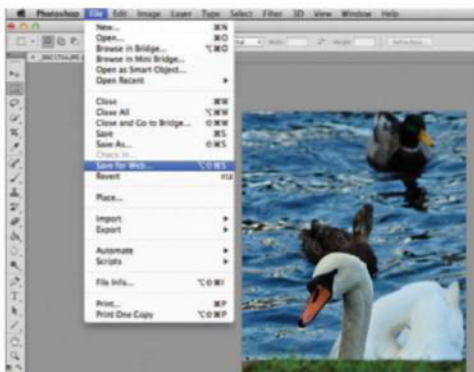 Photoshop File Edit Image Layer Type Select Filter 3D View Window Help
New... ⌘N
Open... ⌘O
Browse in Bridge... ⌥⌘O
Browse in Mini Bridge...
Open as Smart Object...
Open Recent
Close ⌘W
Close All ⌥⌘W
Close and Go to Bridge... ⇧⌘W
Save ⌘S
Save As... ⇧⌘S
Check In...
Save for Web... ⌥⇧⌘S
Revert F12
Place...
Import
Export
Automate
Scripts
File Info... ⌥⇧⌘I
Print... ⌘P
Print One Copy ⌥⇧⌘P